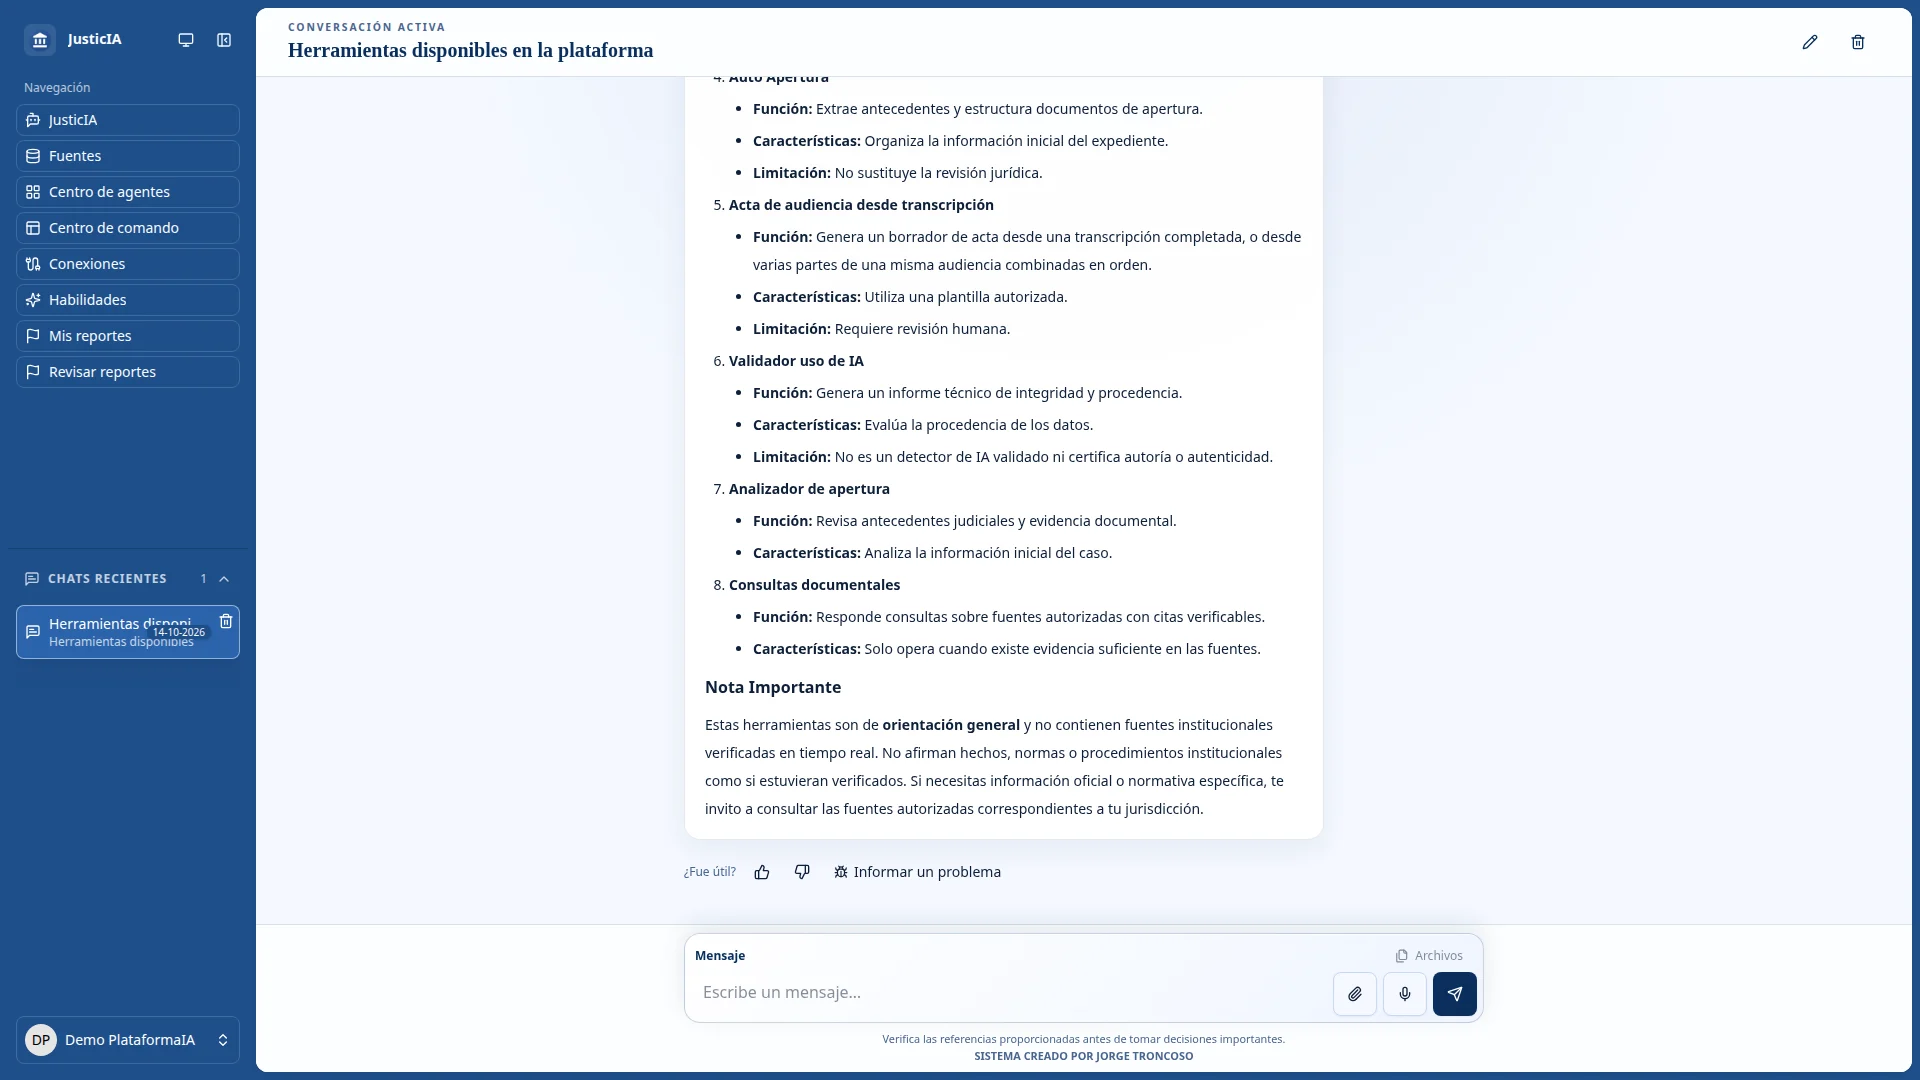 JusticIA
Navegación
JusticIA
Fuentes
Centro de agentes
Centro de comando
Conexiones
Habilidades
Mis reportes
Revisar reportes
CHATS RECIENTES 1
Herramientas disponi
14-10-2026
Herramientas disponibles
DP Demo PlataformaIA
CONVERSACIÓN ACTIVA
Herramientas disponibles en la plataforma
4. Auto Apertura
• Función: Extrae antecedentes y estructura documentos de apertura.
• Características: Organiza la información inicial del expediente.
• Limitación: No sustituye la revisión jurídica.
5. Acta de audiencia desde transcripción
• Función: Genera un borrador de acta desde una transcripción completada, o desde
varias partes de una misma audiencia combinadas en orden.
• Características: Utiliza una plantilla autorizada.
• Limitación: Requiere revisión humana.
6. Validador uso de IA
• Función: Genera un informe técnico de integridad y procedencia.
• Características: Evalúa la procedencia de los datos.
• Limitación: No es un detector de IA validado ni certifica autoría o autenticidad.
7. Analizador de apertura
• Función: Revisa antecedentes judiciales y evidencia documental.
• Características: Analiza la información inicial del caso.
8. Consultas documentales
• Función: Responde consultas sobre fuentes autorizadas con citas verificables.
• Características: Solo opera cuando existe evidencia suficiente en las fuentes.
Nota Importante
Estas herramientas son de orientación general y no contienen fuentes institucionales
verificadas en tiempo real. No afirman hechos, normas o procedimientos institucionales
como si estuvieran verificados. Si necesitas información oficial o normativa específica, te
invito a consultar las fuentes autorizadas correspondientes a tu jurisdicción.
¿Fue útil? Informar un problema
Mensaje Archivos
Escribe un mensaje...
Verifica las referencias proporcionadas antes de tomar decisiones importantes.
SISTEMA CREADO POR JORGE TRONCOSO